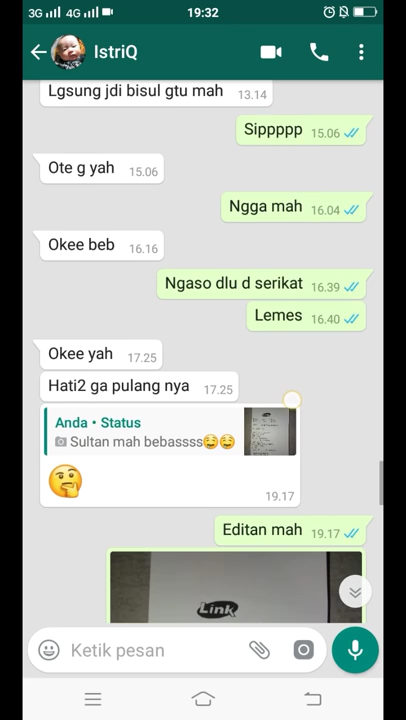 3G 4G 19:32
IstriQ
Lgsung jdi bisul gtu mah 13.14
Sippppp 15.06
Ote g yah 15.06
Ngga mah 16.04
Okee beb 16.16
Ngaso dlu d serikat 16.39
Lemes 16.40
Okee yah 17.25
Hati2 ga pulang nya 17.25
Anda • Status
Sultan mah bebassss🤤🤤
🤔
19.17
Editan mah 19.17
Link
Ketik pesan